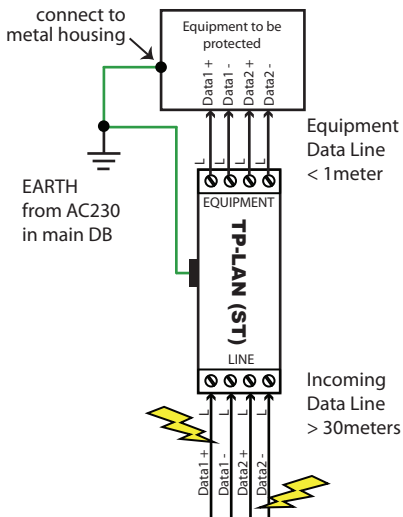 connect to
metal housing
Equipment to be
protected
Data1 +
Data1 -
Data2 +
Data2 -
L
L
L
L
Equipment
Data Line
< 1meter
EARTH
from AC230
in main DB
EQUIPMENT
TP-LAN (ST)
LINE
Incoming
Data Line
> 30meters
L
L
L
L
Data1 +
Data1 -
Data2 +
Data2 -